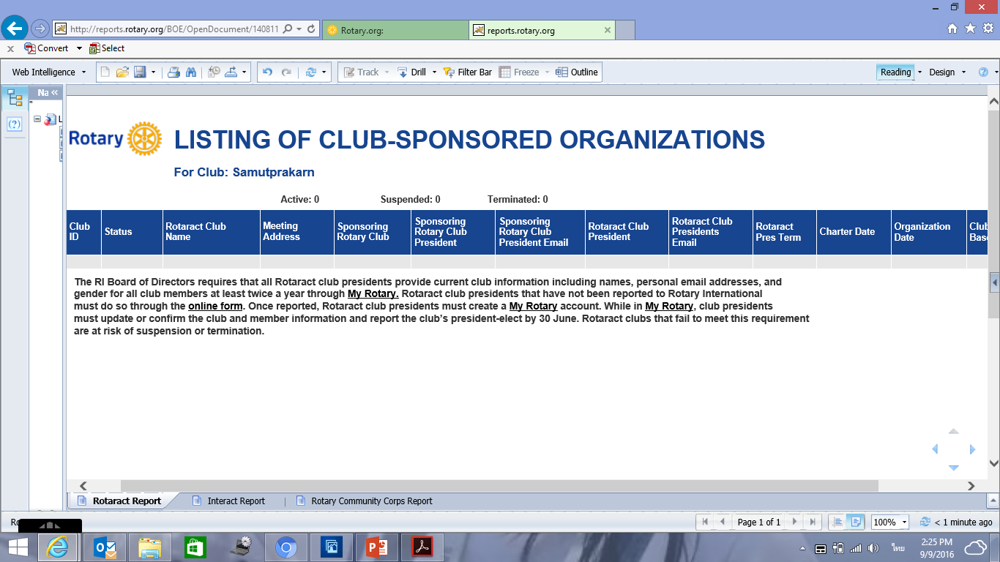 http://reports.rotary.org/BOE/OpenDocument/140811
Rotary.org:
reports.rotary.org
x Convert Select
Web Intelligence Track Drill Filter Bar Freeze Outline Reading Design
Na «
L
Rotary LISTING OF CLUB-SPONSORED ORGANIZATIONS
For Club: Samutprakarn
Active: 0 Suspended: 0 Terminated: 0
Club ID
Status
Rotaract Club Name
Meeting Address
Sponsoring Rotary Club
Sponsoring Rotary Club President
Sponsoring Rotary Club President Email
Rotaract Club President
Rotaract Club Presidents Email
Rotaract Pres Term
Charter Date
Organization Date
Club Base
The RI Board of Directors requires that all Rotaract club presidents provide current club information including names, personal email addresses, and
gender for all club members at least twice a year through My Rotary. Rotaract club presidents that have not been reported to Rotary International
must do so through the online form. Once reported, Rotaract club presidents must create a My Rotary account. While in My Rotary, club presidents
must update or confirm the club and member information and report the club's president-elect by 30 June. Rotaract clubs that fail to meet this requirement
are at risk of suspension or termination.
Rotaract Report Interact Report Rotary Community Corps Report
Page 1 of 1 100% < 1 minute ago
ไทย
2:25 PM
9/9/2016